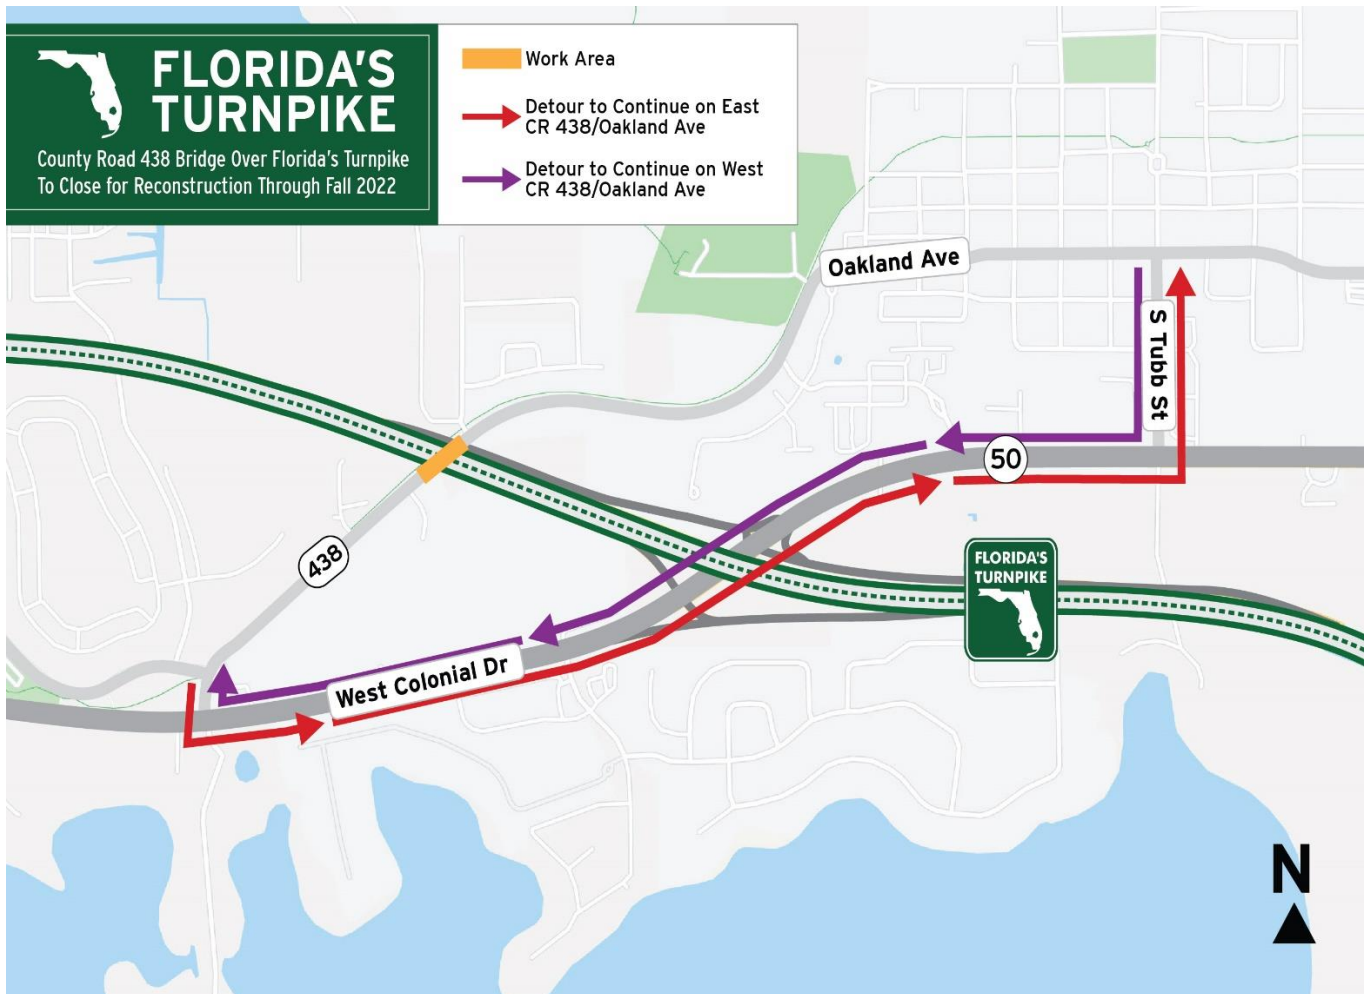 FLORIDA'S
TURNPIKE
County Road 438 Bridge Over Florida's Turnpike
To Close for Reconstruction Through Fall 2022
Work Area
Detour to Continue on East
CR 438/Oakland Ave
Detour to Continue on West
CR 438/Oakland Ave
Oakland Ave
S Tubb St
50
438
FLORIDA'S
TURNPIKE
West Colonial Dr
N